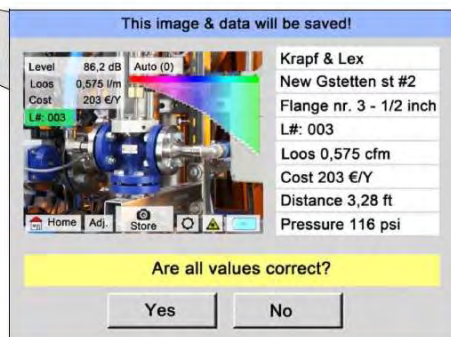 This image & data will be saved!
Level 86,2 dB
Auto (0)
Loos 0,575 l/m
Cost 203 €/Y
L#: 003
Home
Adj.
Store
Krapf & Lex
New Gstetten st #2
Flange nr. 3 - 1/2 inch
L#: 003
Loos 0,575 cfm
Cost 203 €/Y
Distance 3,28 ft
Pressure 116 psi
Are all values correct?
Yes
No